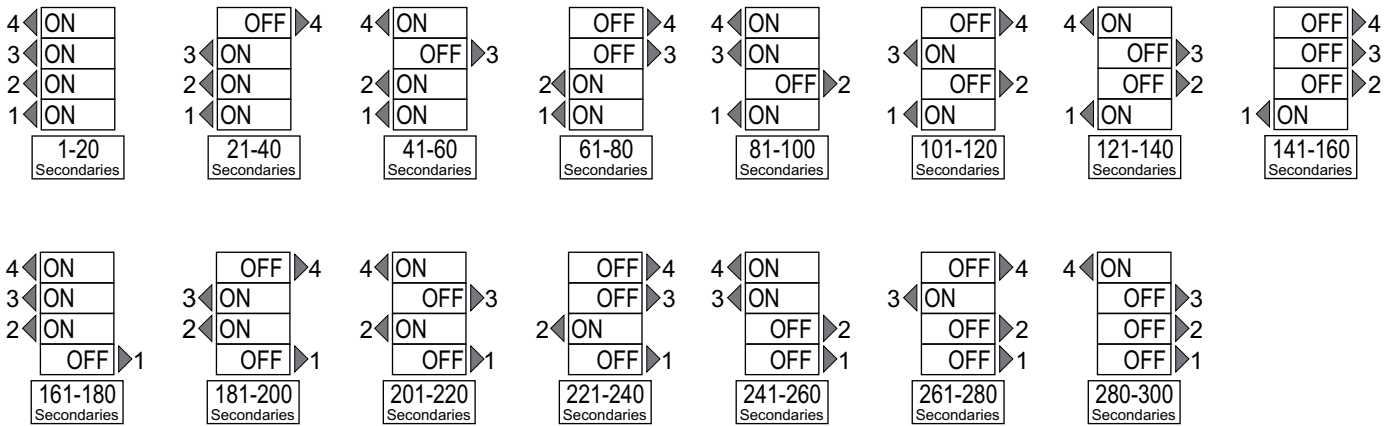 4 ON OFF 4 4 ON OFF 4 4 ON OFF 4 4 ON OFF 4
3 ON 3 ON OFF 3 OFF 3 3 ON 3 ON OFF 3 OFF 3
2 ON 2 ON 2 ON 2 ON OFF 2 OFF 2 OFF 2 OFF 2
1 ON 1 ON 1 ON 1 ON 1 ON 1 ON 1 ON 1 ON
1-20 21-40 41-60 61-80 81-100 101-120 121-140 141-160
Secondaries Secondaries Secondaries Secondaries Secondaries Secondaries Secondaries Secondaries
4 ON OFF 4 4 ON OFF 4 4 ON OFF 4 4 ON
3 ON 3 ON OFF 3 OFF 3 3 ON 3 ON OFF 3
2 ON 2 ON 2 ON 2 ON OFF 2 OFF 2 OFF 2
OFF 1 OFF 1 OFF 1 OFF 1 OFF 1 OFF 1 OFF 1
161-180 181-200 201-220 221-240 241-260 261-280 280-300
Secondaries Secondaries Secondaries Secondaries Secondaries Secondaries Secondaries